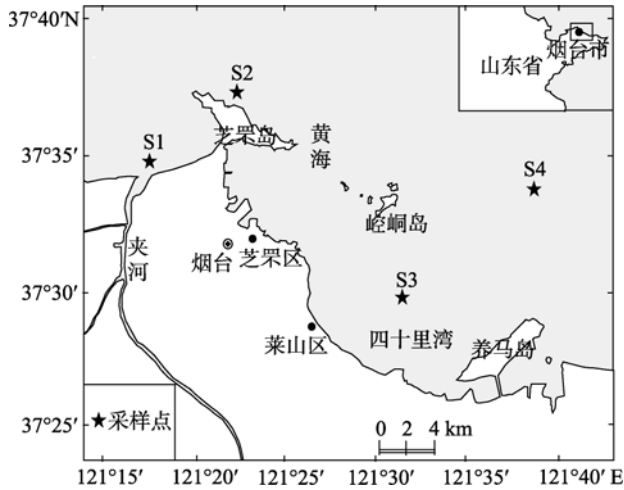 37°40′N
烟台市
山东省
S2
芝罘岛
黄海
S1
37°35′
S4
崆峒岛
夹河
烟台
芝罘区
37°30′
S3
莱山区
四十里湾
养马岛
37°25′
采样点
0 2 4 km
121°15′ 121°20′ 121°25′ 121°30′ 121°35′ 121°40′E